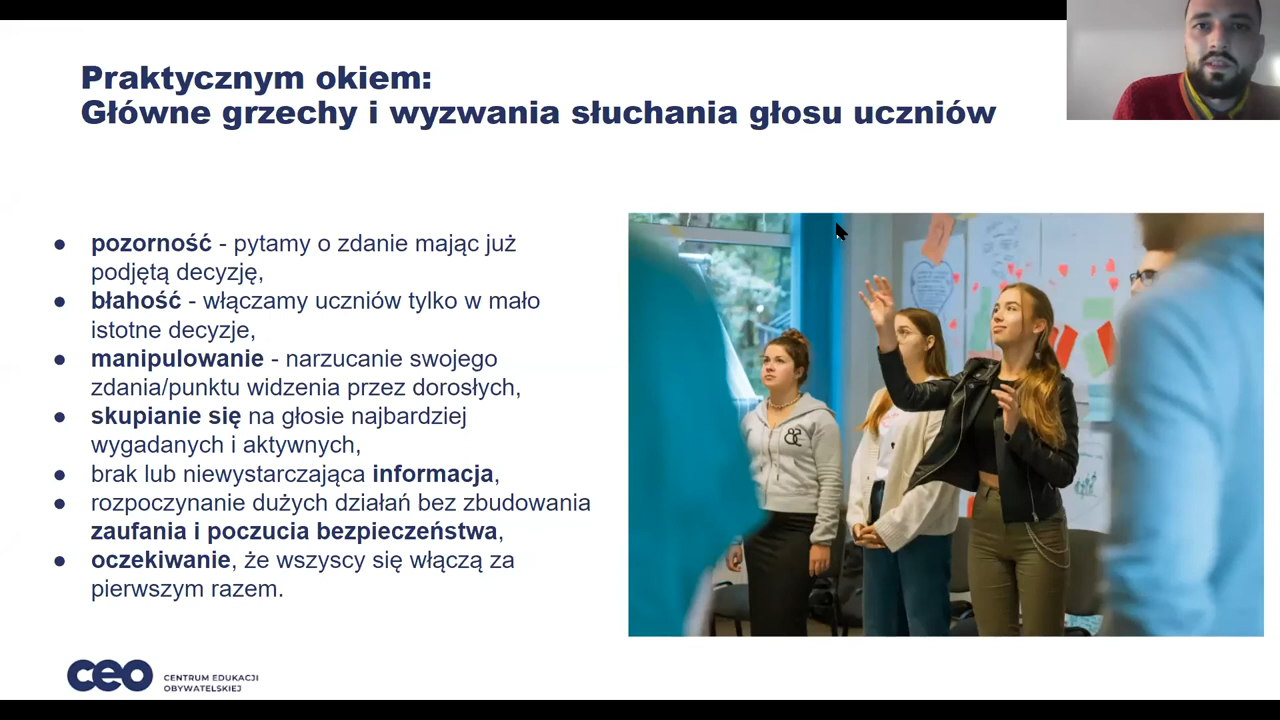 Praktycznym okiem:
Główne grzechy i wyzwania słuchania głosu uczniów
● pozorność - pytamy o zdanie mając już
podjętą decyzję,
● błahość - włączamy uczniów tylko w mało
istotne decyzje,
● manipulowanie - narzucanie swojego
zdania/punktu widzenia przez dorosłych,
● skupianie się na głosie najbardziej
wygadanych i aktywnych,
● brak lub niewystarczająca informacja,
● rozpoczynanie dużych działań bez zbudowania
zaufania i poczucia bezpieczeństwa,
● oczekiwanie, że wszyscy się włączą za
pierwszym razem.
ceo CENTRUM EDUKACJI
OBYWATELSKIEJ